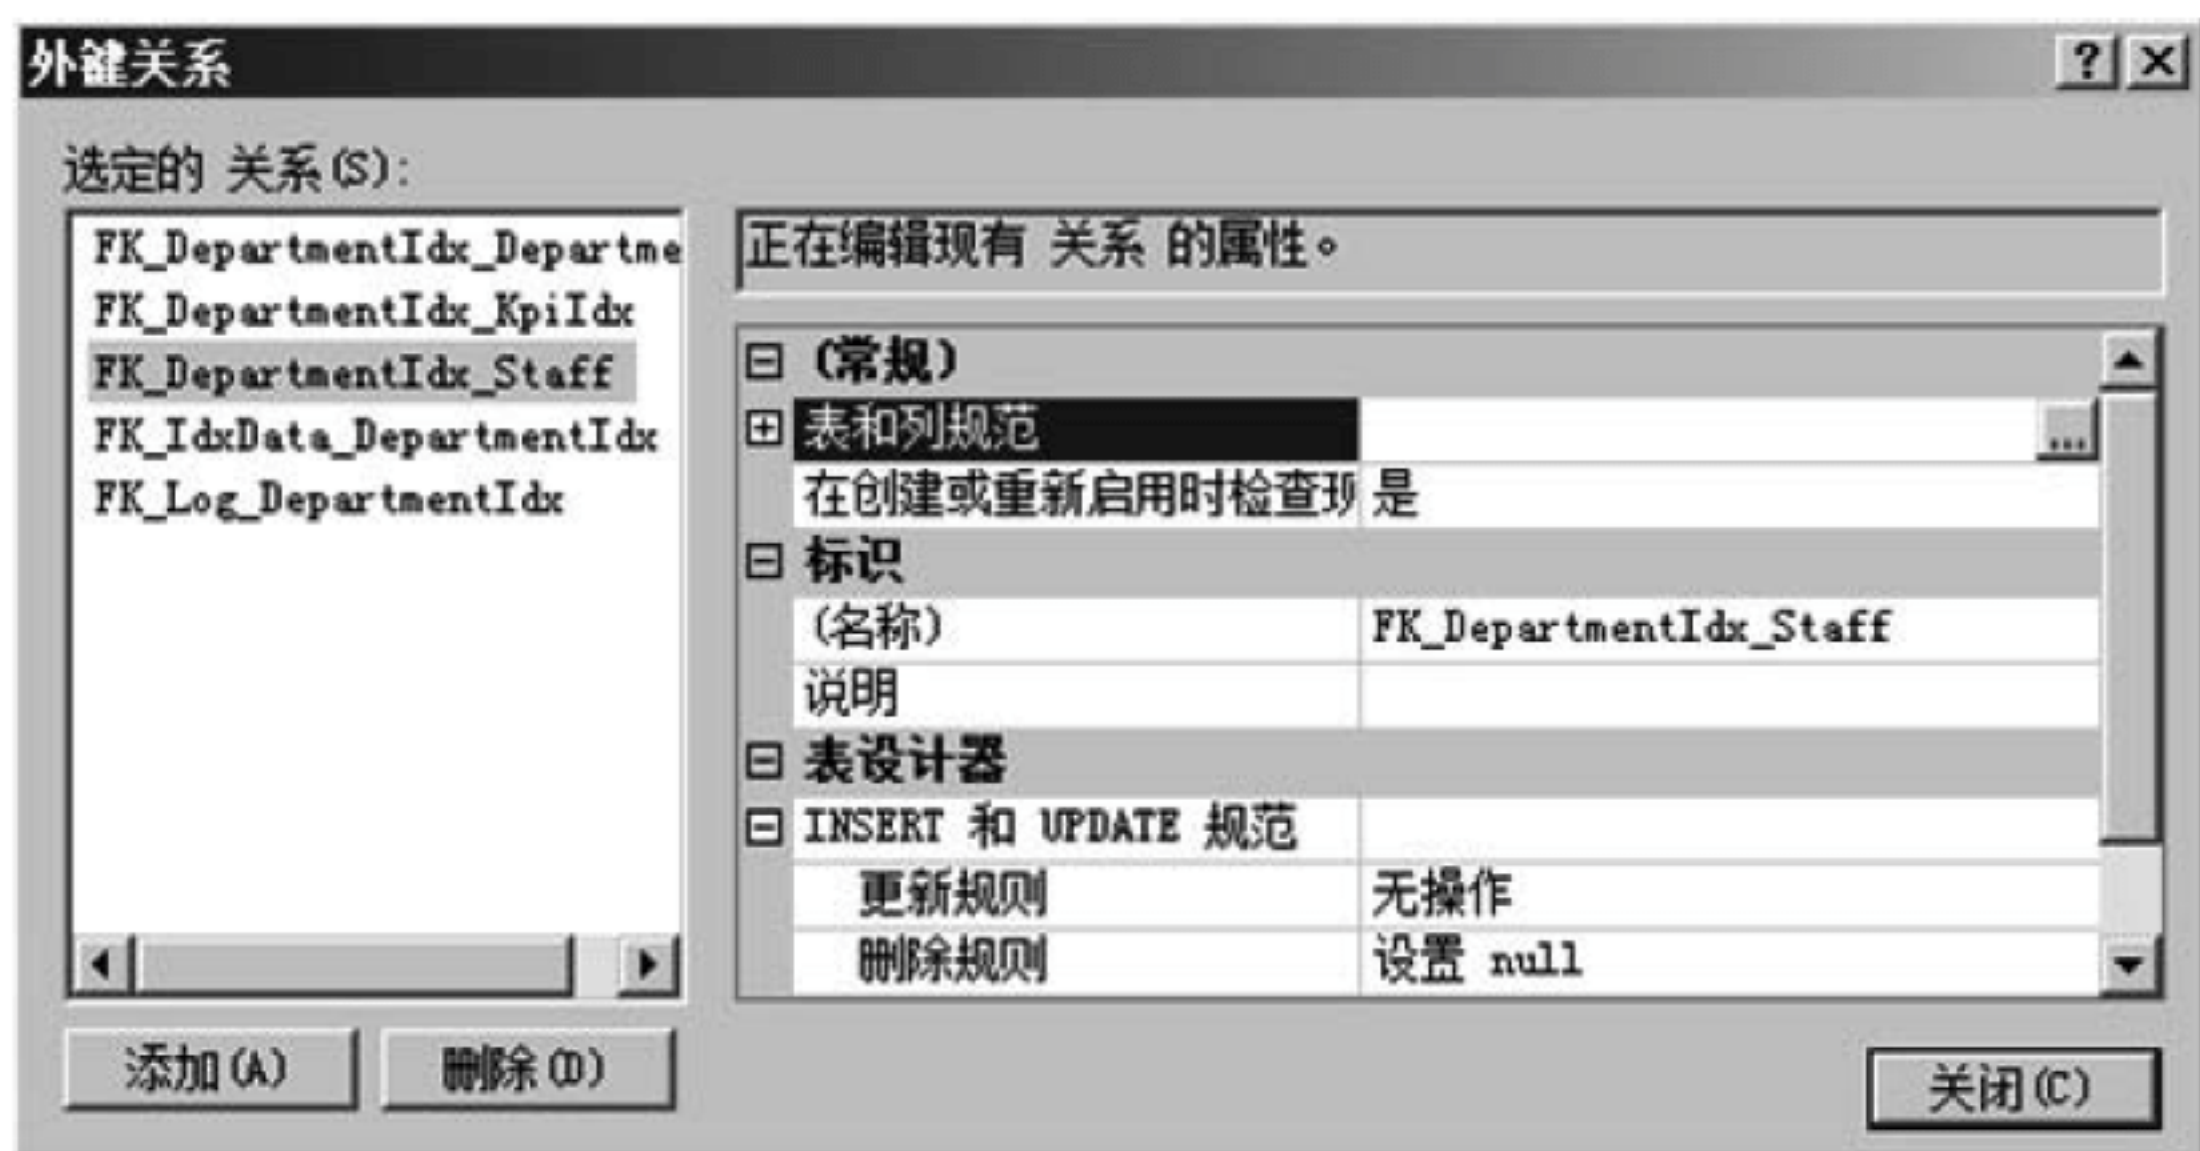 外键关系
选定的 关系(S):
FK_DepartmentIdx_Departme
FK_DepartmentIdx_KpiIdx
FK_DepartmentIdx_Staff
FK_IdxData_DepartmentIdx
FK_Log_DepartmentIdx
添加(A)
删除(D)
正在编辑现有 关系 的属性。
(常规)
表和列规范 ...
在创建或重新启用时检查现 是
标识
(名称) FK_DepartmentIdx_Staff
说明
表设计器
INSERT 和 UPDATE 规范
更新规则 无操作
删除规则 设置 null
关闭(C)